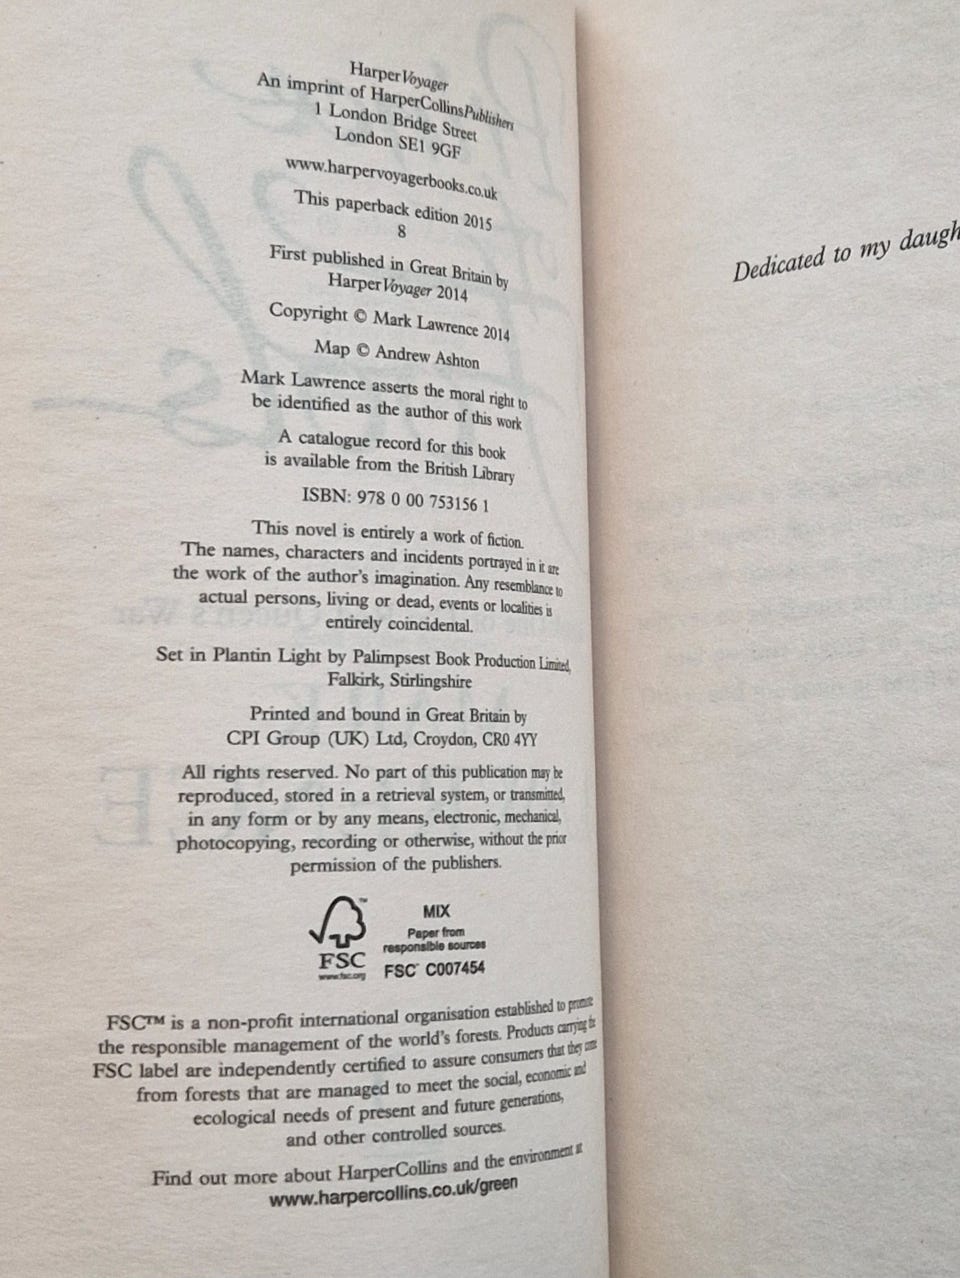 HarperVoyager
An imprint of HarperCollinsPublishers
1 London Bridge Street
London SE1 9GF
www.harpervoyagerbooks.co.uk
This paperback edition 2015
8
First published in Great Britain by
HarperVoyager 2014
Copyright © Mark Lawrence 2014
Map © Andrew Ashton
Mark Lawrence asserts the moral right to
be identified as the author of this work
A catalogue record for this book
is available from the British Library
ISBN: 978 0 00 753156 1
This novel is entirely a work of fiction.
The names, characters and incidents portrayed in it are
the work of the author's imagination. Any resemblance to
actual persons, living or dead, events or localities is
entirely coincidental.
Set in Plantin Light by Palimpsest Book Production Limited,
Falkirk, Stirlingshire
Printed and bound in Great Britain by
CPI Group (UK) Ltd, Croydon, CR0 4YY
All rights reserved. No part of this publication may be
reproduced, stored in a retrieval system, or transmitted,
in any form or by any means, electronic, mechanical,
photocopying, recording or otherwise, without the prior
permission of the publishers.
FSC
www.fsc.org
MIX
Paper from
responsible sources
FSC® C007454
FSC™ is a non-profit international organisation established to promote
the responsible management of the world's forests. Products carrying the
FSC label are independently certified to assure consumers that they come
from forests that are managed to meet the social, economic and
ecological needs of present and future generations,
and other controlled sources.
Find out more about HarperCollins and the environment at
www.harpercollins.co.uk/green
Dedicated to my daugh